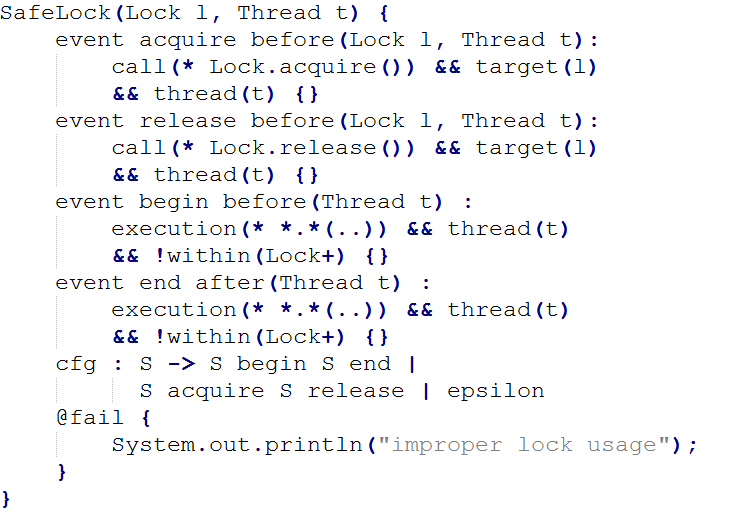 SafeLock(Lock l, Thread t) {
    event acquire before(Lock l, Thread t):
        call(* Lock.acquire()) && target(l)
        && thread(t) {}
    event release before(Lock l, Thread t):
        call(* Lock.release()) && target(l)
        && thread(t) {}
    event begin before(Thread t) :
        execution(* *.*(..)) && thread(t)
        && !within(Lock+) {}
    event end after(Thread t) :
        execution(* *.*(..)) && thread(t)
        && !within(Lock+) {}
    cfg : S -> S begin S end |
          S acquire S release | epsilon
    @fail {
        System.out.println("improper lock usage");
    }
}